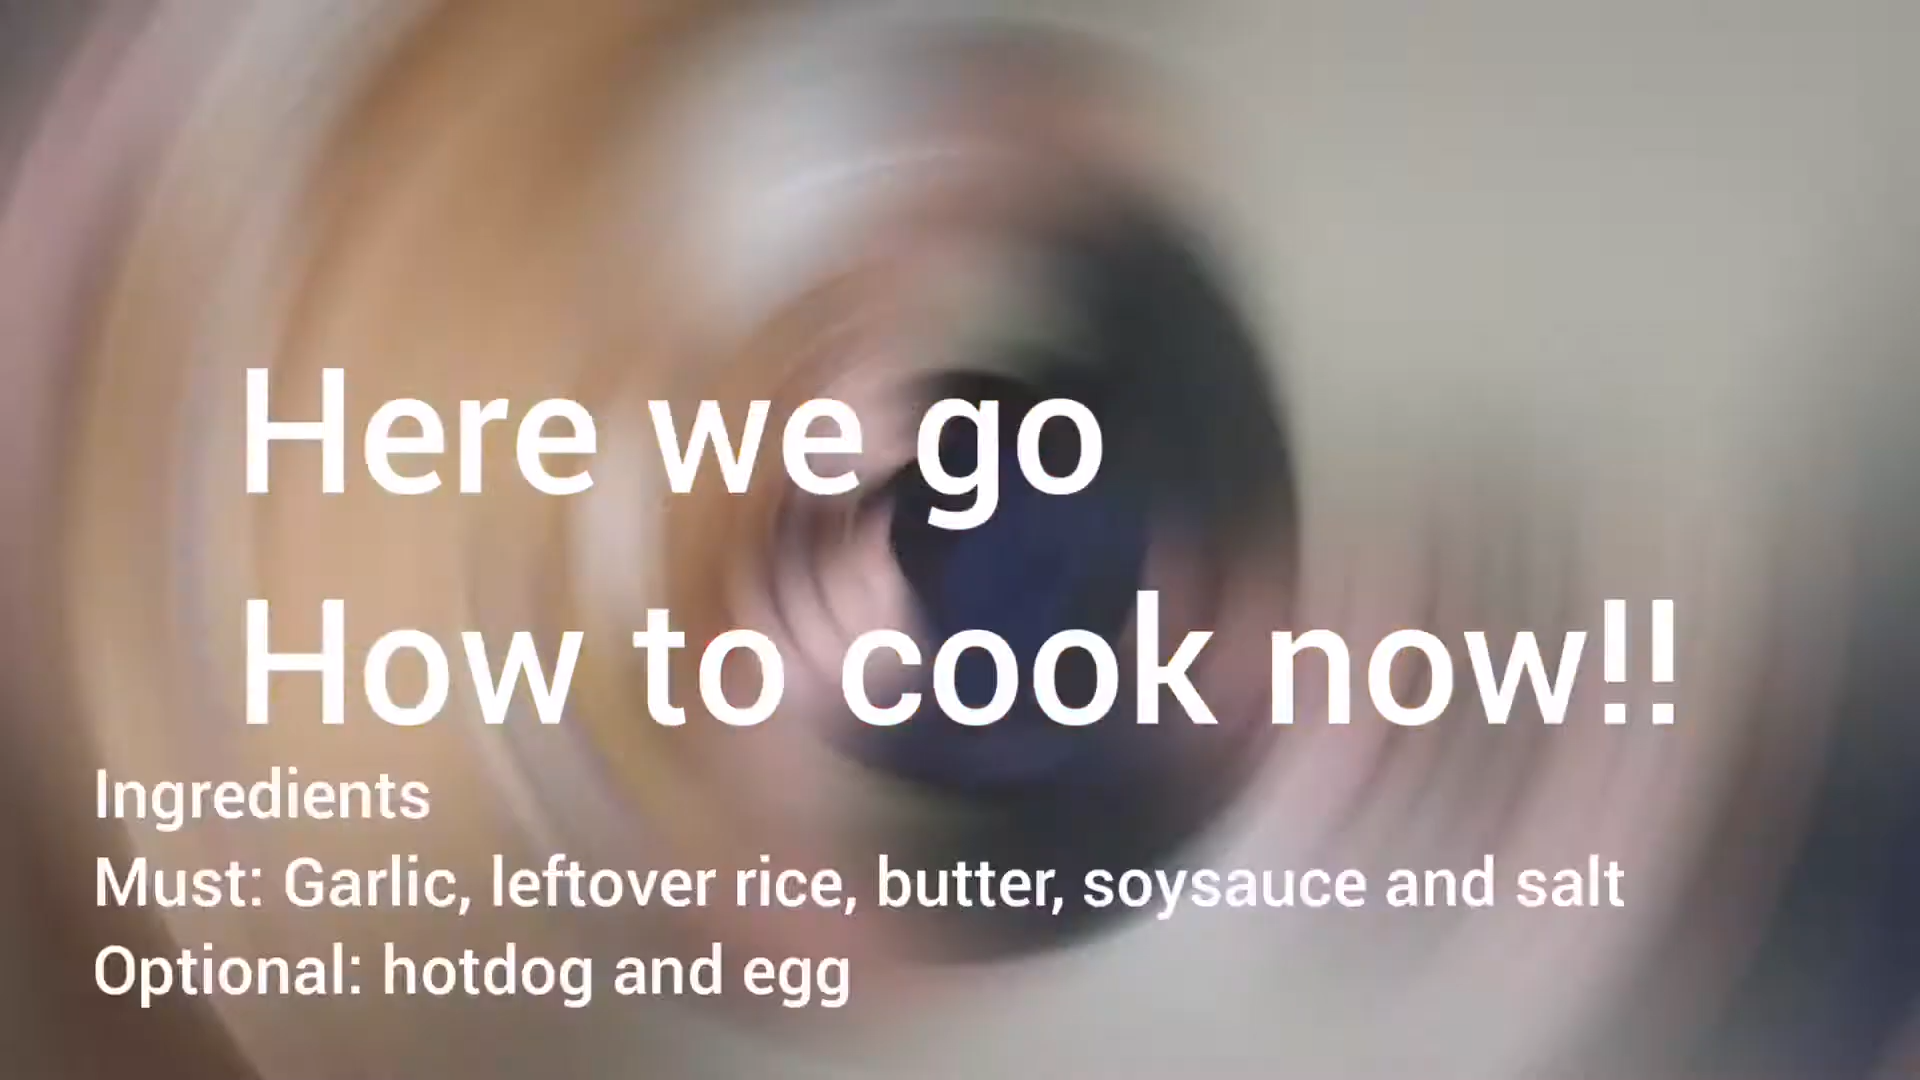 Here we go
How to cook now!!
Ingredients
Must: Garlic, leftover rice, butter, soysauce and salt
Optional: hotdog and egg